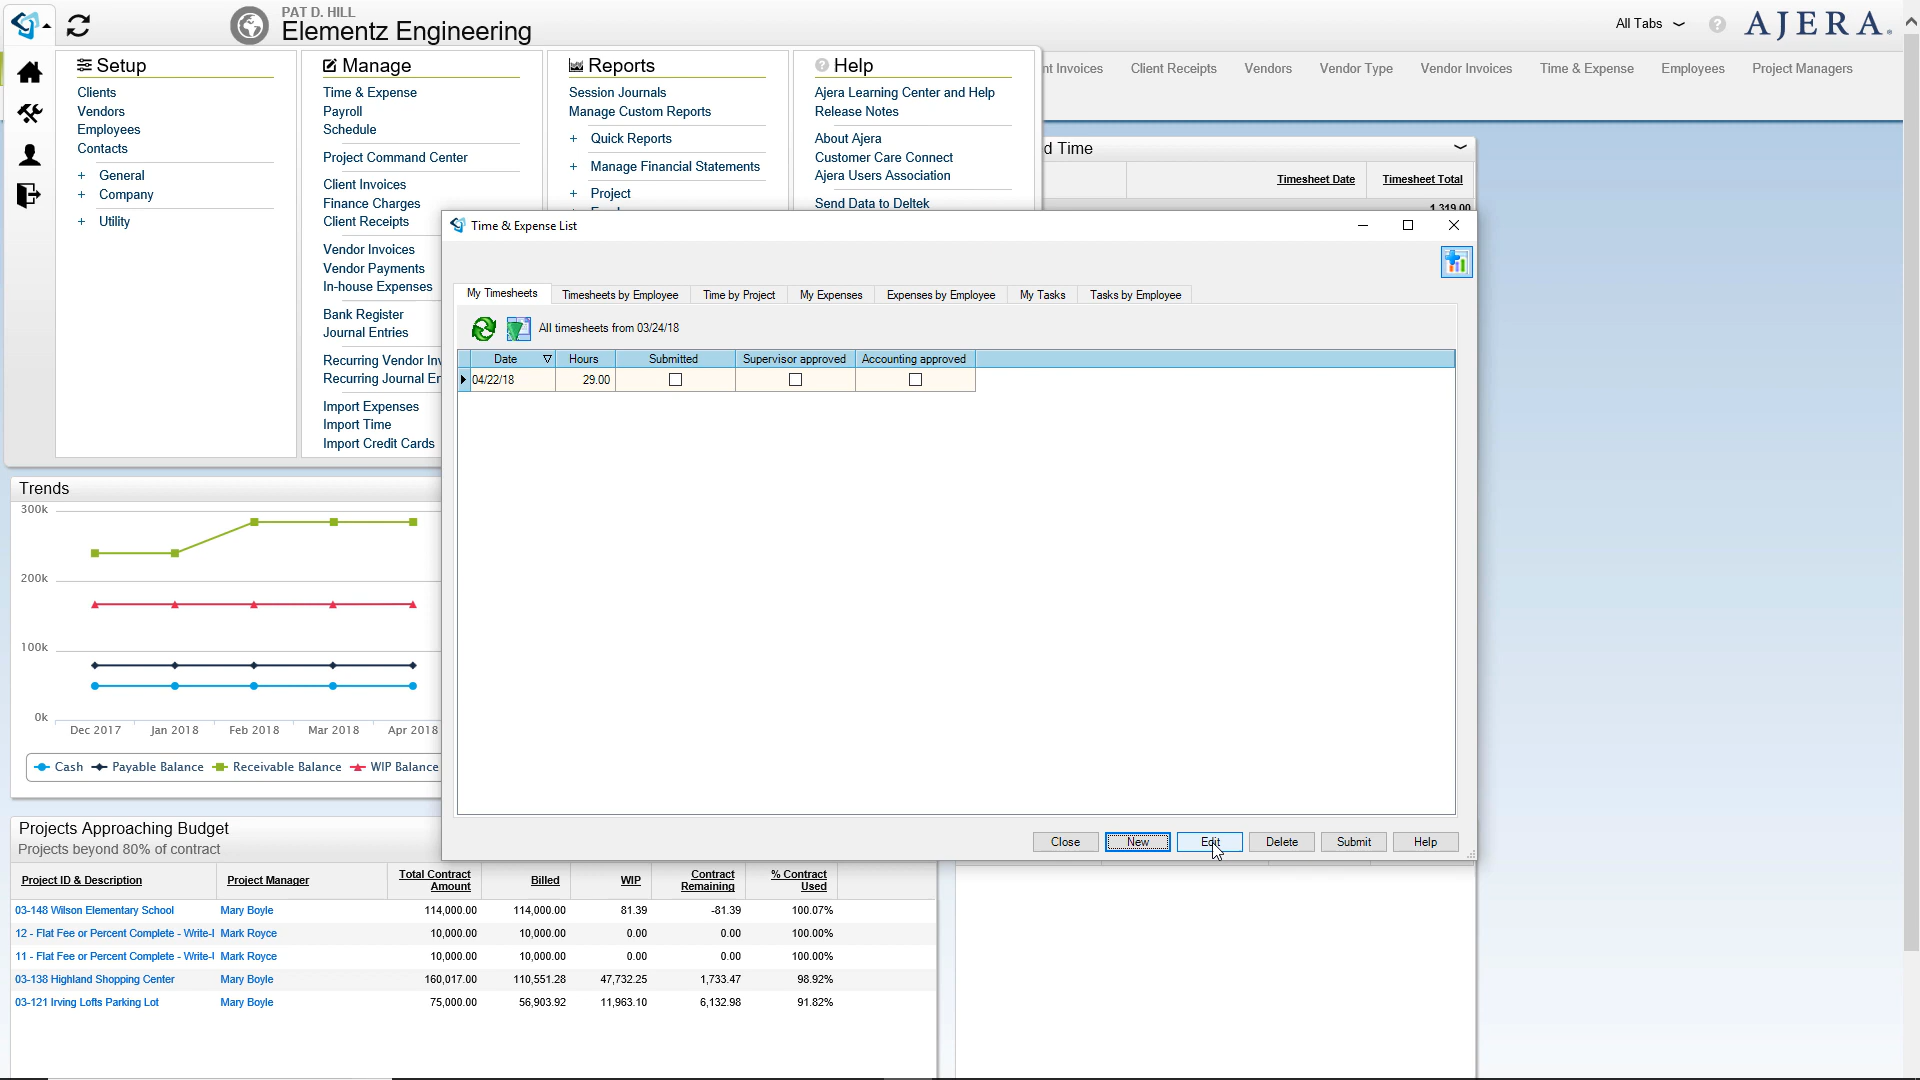 PAT D. HILL
Elementz Engineering
All Tabs
?
AJERA
Setup
Clients
Vendors
Employees
Contacts
+ General
+ Company
+ Utility
Manage
Time & Expense
Payroll
Schedule
Project Command Center
Client Invoices
Finance Charges
Client Receipts
Vendor Invoices
Vendor Payments
In-house Expenses
Bank Register
Journal Entries
Recurring Vendor Inv
Recurring Journal Er
Import Expenses
Import Time
Import Credit Cards
Reports
Session Journals
Manage Custom Reports
+ Quick Reports
+ Manage Financial Statements
+ Project
? Help
Ajera Learning Center and Help
Release Notes
About Ajera
Customer Care Connect
Ajera Users Association
Send Data to Deltek
nt Invoices Client Receipts Vendors Vendor Type Vendor Invoices Time & Expense Employees Project Managers
d Time
Timesheet Date Timesheet Total
1,319.00
Time & Expense List
My Timesheets Timesheets by Employee Time by Project My Expenses Expenses by Employee My Tasks Tasks by Employee
All timesheets from 03/24/18
Date Hours Submitted Supervisor approved Accounting approved
04/22/18 29.00
Close New Edit Delete Submit Help
Trends
300k
200k
100k
0k
Dec 2017 Jan 2018 Feb 2018 Mar 2018 Apr 2018
Cash Payable Balance Receivable Balance WIP Balance
Projects Approaching Budget
Projects beyond 80% of contract
Project ID & Description Project Manager Total Contract Amount Billed WIP Contract Remaining % Contract Used
03-148 Wilson Elementary School Mary Boyle 114,000.00 114,000.00 81.39 -81.39 100.07%
12 - Flat Fee or Percent Complete - Write-I Mark Royce 10,000.00 10,000.00 0.00 0.00 100.00%
11 - Flat Fee or Percent Complete - Write-I Mark Royce 10,000.00 10,000.00 0.00 0.00 100.00%
03-138 Highland Shopping Center Mary Boyle 160,017.00 110,551.28 47,732.25 1,733.47 98.92%
03-121 Irving Lofts Parking Lot Mary Boyle 75,000.00 56,903.92 11,963.10 6,132.98 91.82%